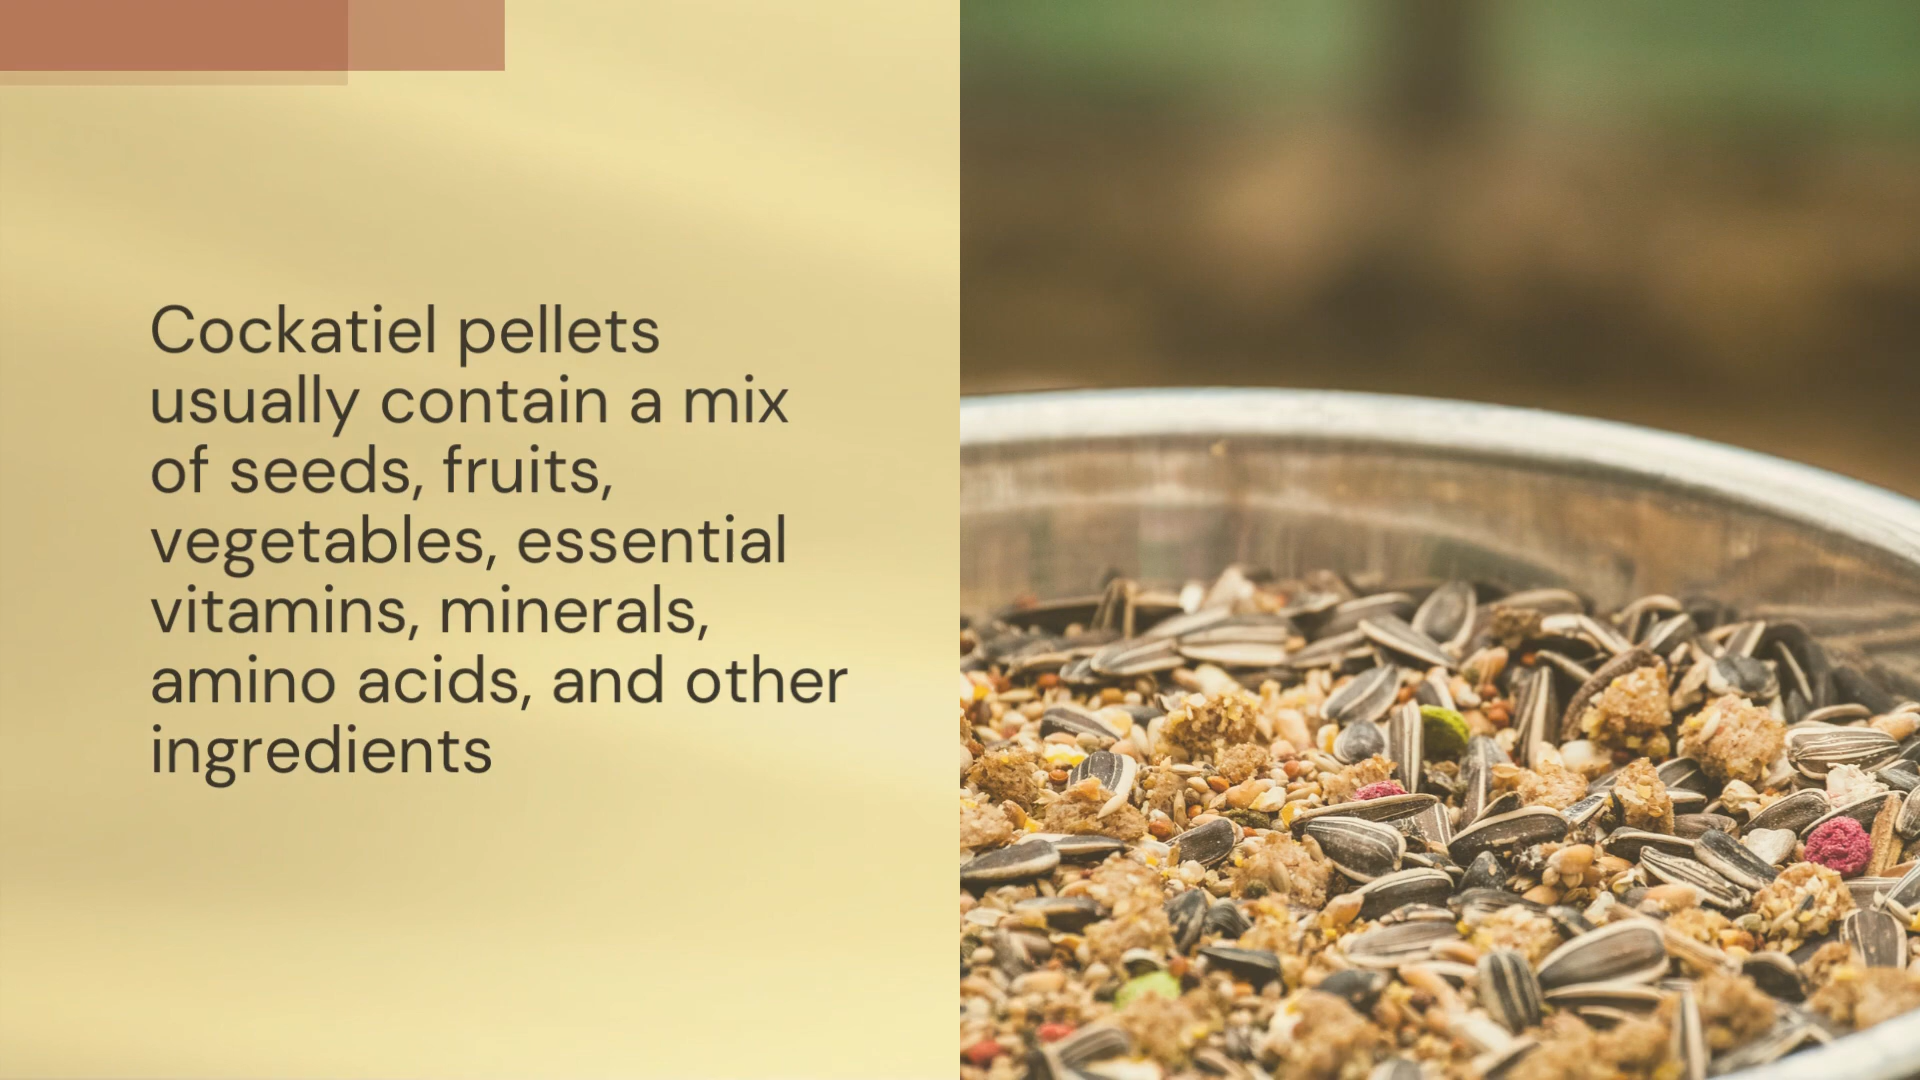 Cockatiel pellets
usually contain a mix
of seeds, fruits,
vegetables, essential
vitamins, minerals,
amino acids, and other
ingredients